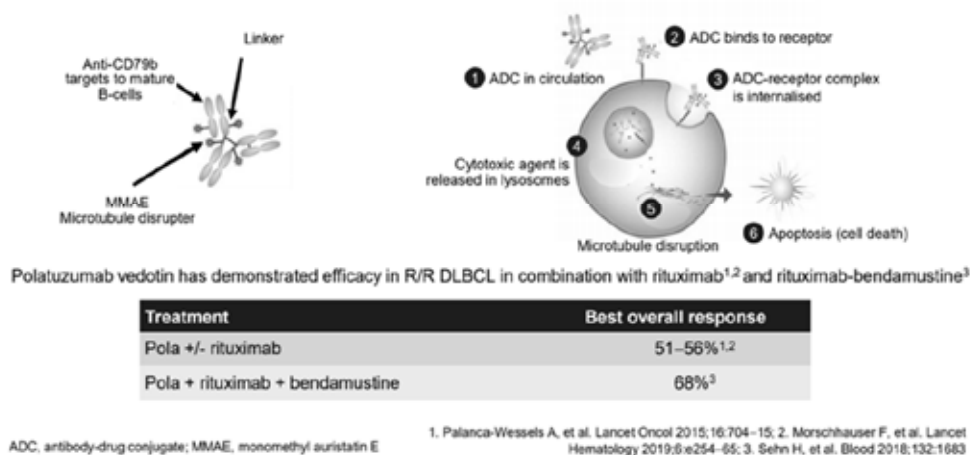 Linker
Anti-CD79b
targets to mature
B-cells
MMAE
Microtubule disrupter
1 ADC in circulation
2 ADC binds to receptor
3 ADC-receptor complex
is internalised
4
Cytotoxic agent is
released in lysosomes
5
Microtubule disruption
6 Apoptosis (cell death)
Polatuzumab vedotin has demonstrated efficacy in R/R DLBCL in combination with rituximab1,2 and rituximab-bendamustine3
Treatment Best overall response
Pola +/- rituximab 51–56%1,2
Pola + rituximab + bendamustine 68%3
ADC, antibody-drug conjugate; MMAE, monomethyl auristatin E
1. Palanca-Wessels A, et al. Lancet Oncol 2015;16:704–15; 2. Morschhauser F, et al. Lancet
Hematology 2019;6:e254–65; 3. Sehn H, et al. Blood 2018;132:1683